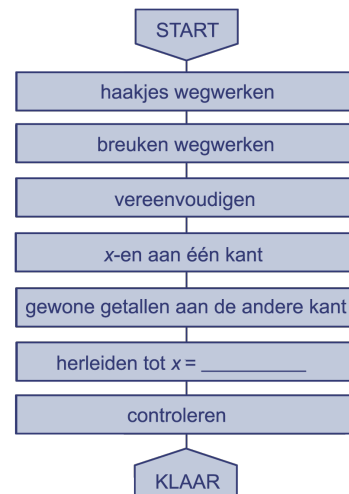 START
haakjes wegwerken
breuken wegwerken
vereenvoudigen
x-en aan één kant
gewone getallen aan de andere kant
herleiden tot x = __________
controleren
KLAAR